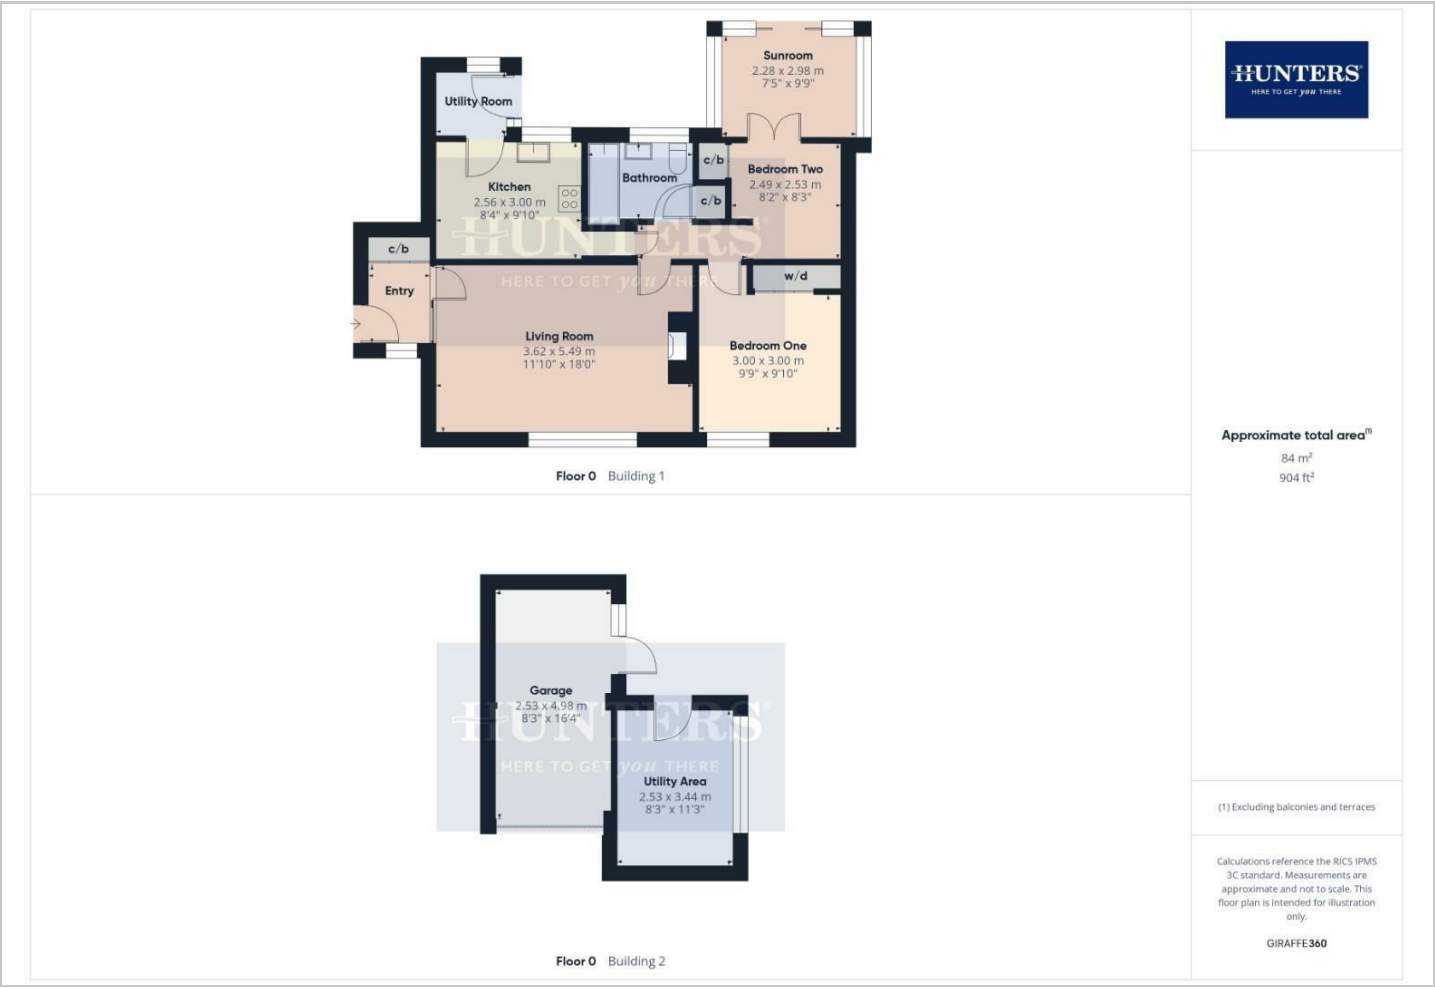 Sunroom
2.28 x 2.98 m
7'5" x 9'9"
Utility Room
Kitchen
2.56 x 3.00 m
8'4" x 9'10"
Bathroom
c/b
c/b
Bedroom Two
2.49 x 2.53 m
8'2" x 8'3"
c/b
Entry
Living Room
3.62 x 5.49 m
11'10" x 18'0"
w/d
Bedroom One
3.00 x 3.00 m
9'9" x 9'10"
HUNTERS®
HERE TO GET you THERE
Floor 0 Building 1
Garage
2.53 x 4.98 m
8'3" x 16'4"
Utility Area
2.53 x 3.44 m
8'3" x 11'3"
HUNTERS®
HERE TO GET you THERE
Floor 0 Building 2
HUNTERS®
HERE TO GET you THERE
Approximate total area(1)
84 m²
904 ft²
(1) Excluding balconies and terraces
Calculations reference the RICS IPMS
3C standard. Measurements are
approximate and not to scale. This
floor plan is intended for illustration
only.
GIRAFFE360